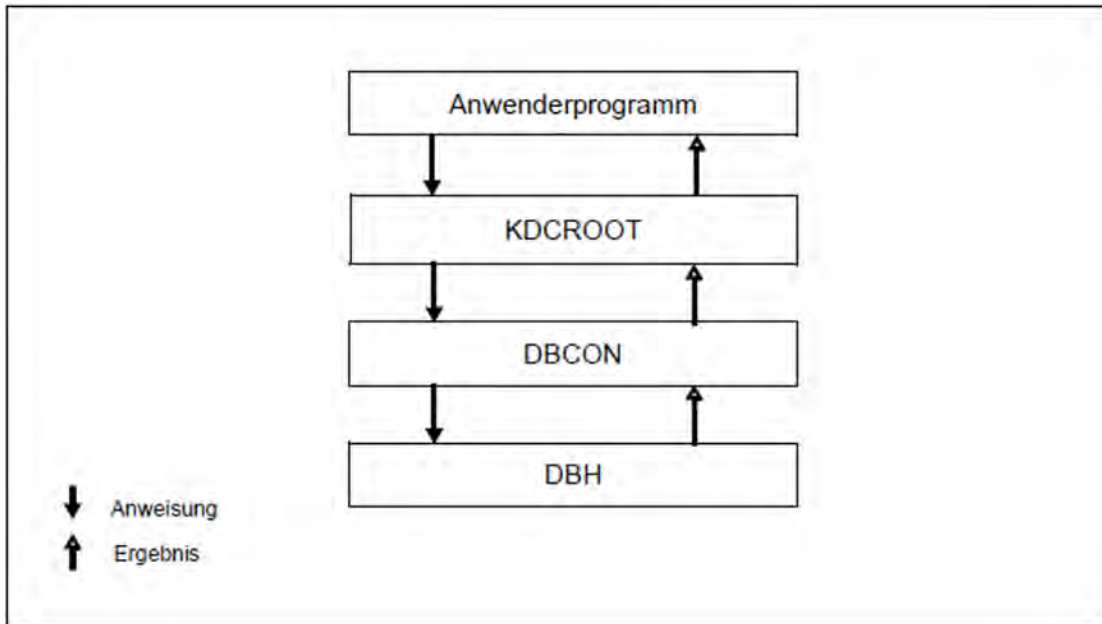 Anwenderprogramm
KDCROOT
DBCON
DBH
Anweisung
Ergebnis